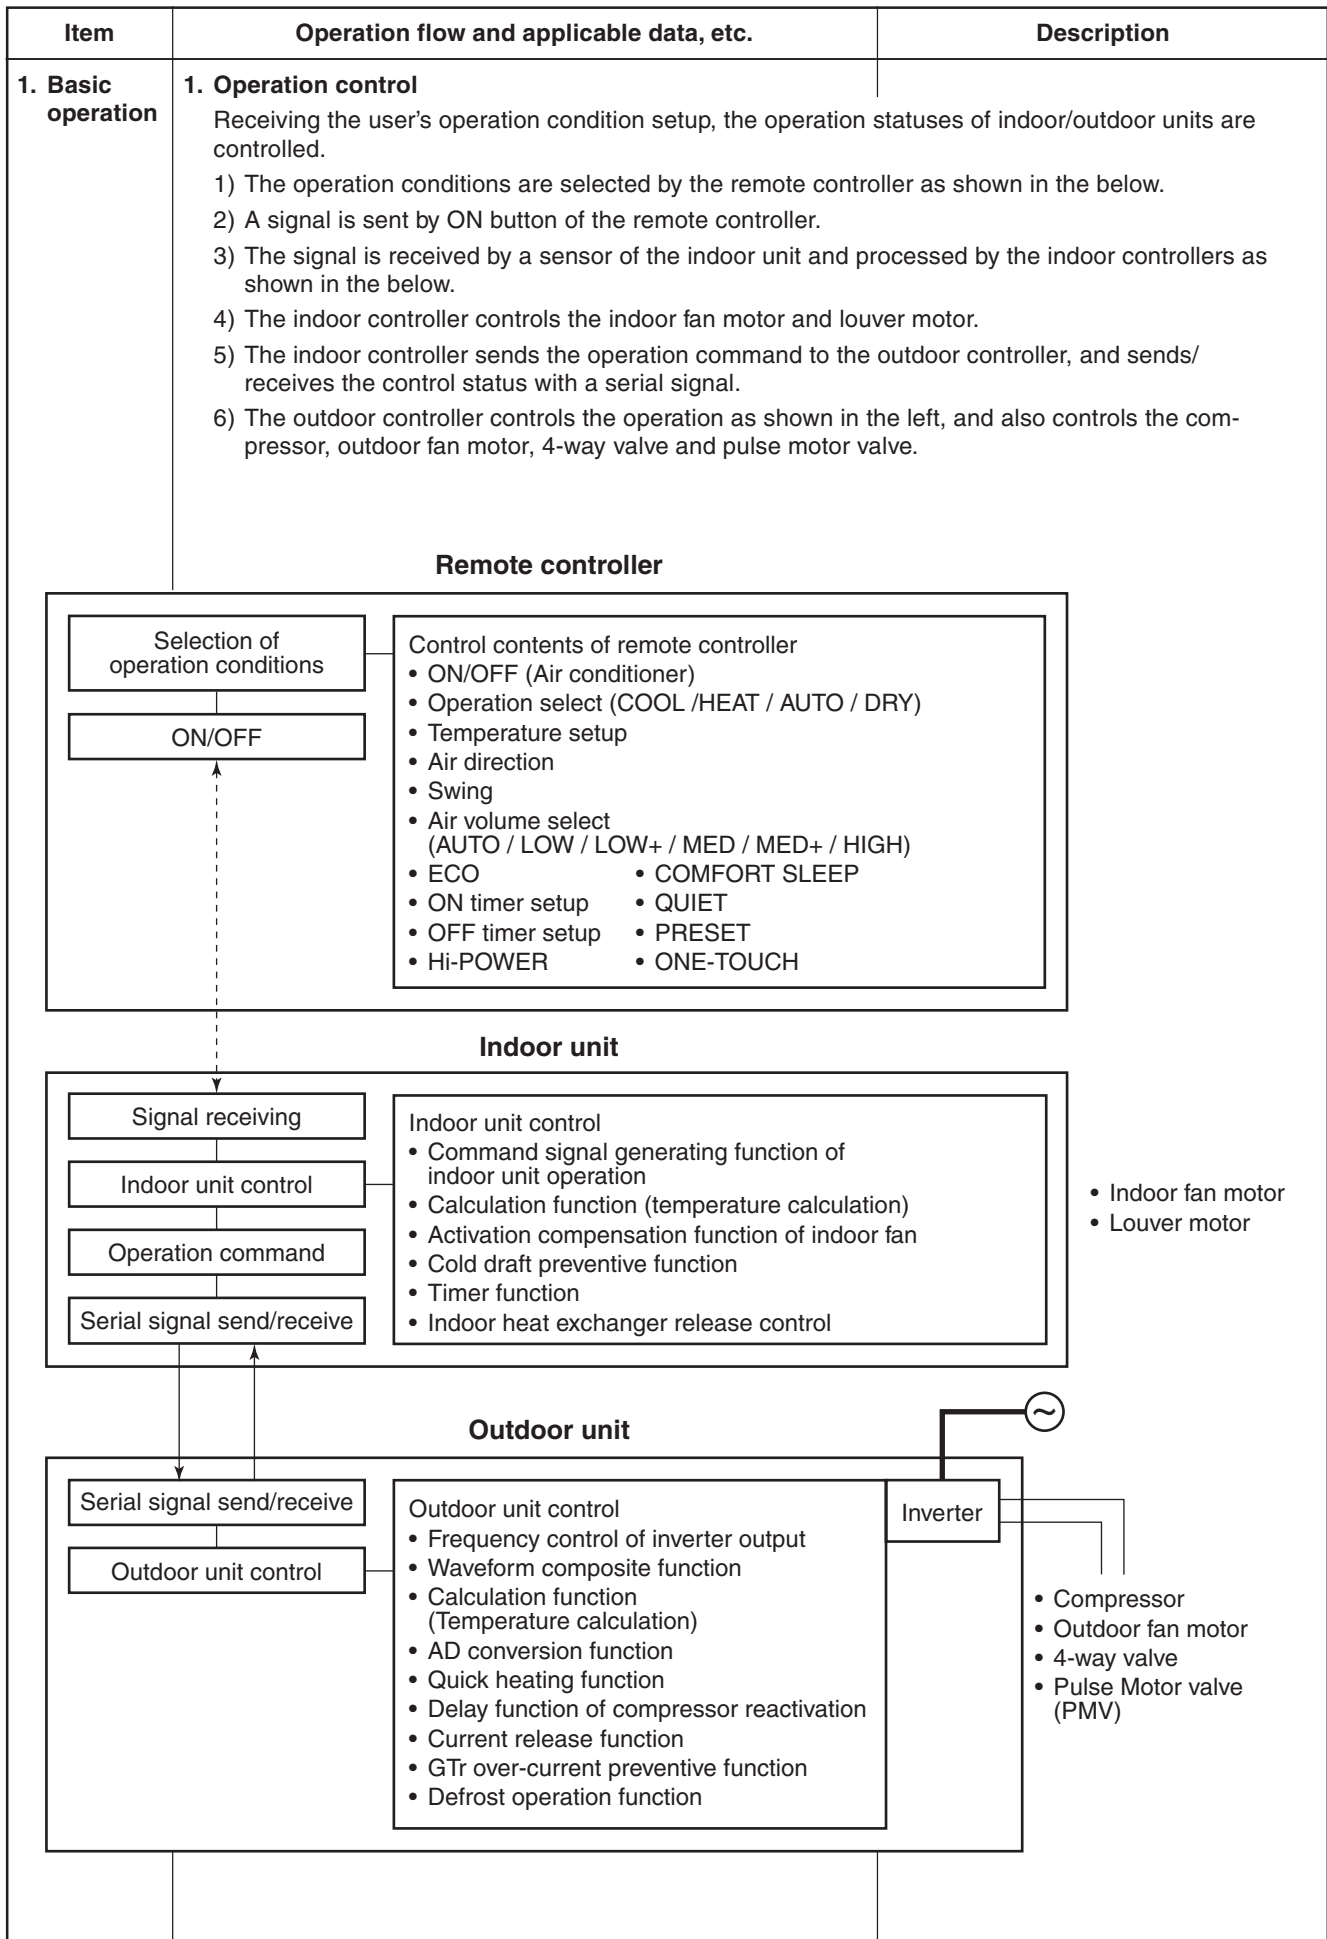 Item
Operation flow and applicable data, etc.
Description
1. Basic
operation
1. Operation control
Receiving the user's operation condition setup, the operation statuses of indoor/outdoor units are
controlled.
1) The operation conditions are selected by the remote controller as shown in the below.
2) A signal is sent by ON button of the remote controller.
3) The signal is received by a sensor of the indoor unit and processed by the indoor controllers as
shown in the below.
4) The indoor controller controls the indoor fan motor and louver motor.
5) The indoor controller sends the operation command to the outdoor controller, and sends/
receives the control status with a serial signal.
6) The outdoor controller controls the operation as shown in the left, and also controls the com-
pressor, outdoor fan motor, 4-way valve and pulse motor valve.
Remote controller
Selection of
operation conditions
ON/OFF
Control contents of remote controller
• ON/OFF (Air conditioner)
• Operation select (COOL /HEAT / AUTO / DRY)
• Temperature setup
• Air direction
• Swing
• Air volume select
(AUTO / LOW / LOW+ / MED / MED+ / HIGH)
• ECO • COMFORT SLEEP
• ON timer setup • QUIET
• OFF timer setup • PRESET
• Hi-POWER • ONE-TOUCH
Indoor unit
Signal receiving
Indoor unit control
Operation command
Serial signal send/receive
Indoor unit control
• Command signal generating function of
indoor unit operation
• Calculation function (temperature calculation)
• Activation compensation function of indoor fan
• Cold draft preventive function
• Timer function
• Indoor heat exchanger release control
• Indoor fan motor
• Louver motor
Outdoor unit
~
Serial signal send/receive
Outdoor unit control
Outdoor unit control
• Frequency control of inverter output
• Waveform composite function
• Calculation function
(Temperature calculation)
• AD conversion function
• Quick heating function
• Delay function of compressor reactivation
• Current release function
• GTr over-current preventive function
• Defrost operation function
Inverter
• Compressor
• Outdoor fan motor
• 4-way valve
• Pulse Motor valve
(PMV)